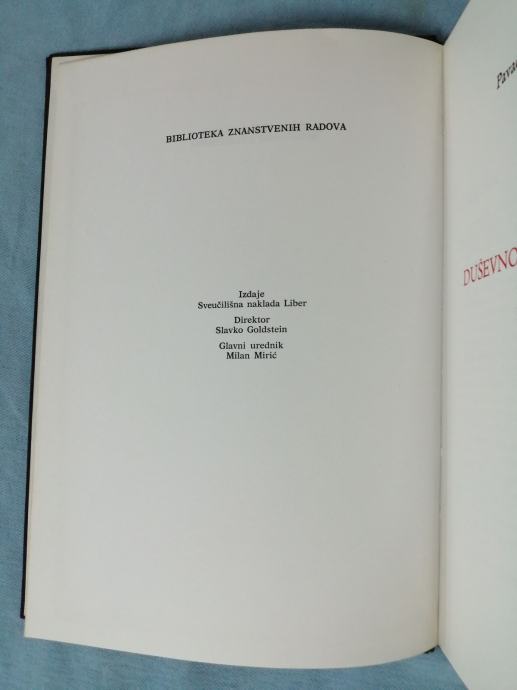 BIBLIOTEKA ZNANSTVENIH RADOVA
Izdaje
Sveučilišna naklada Liber
Direktor
Slavko Goldstein
Glavni urednik
Milan Mirić